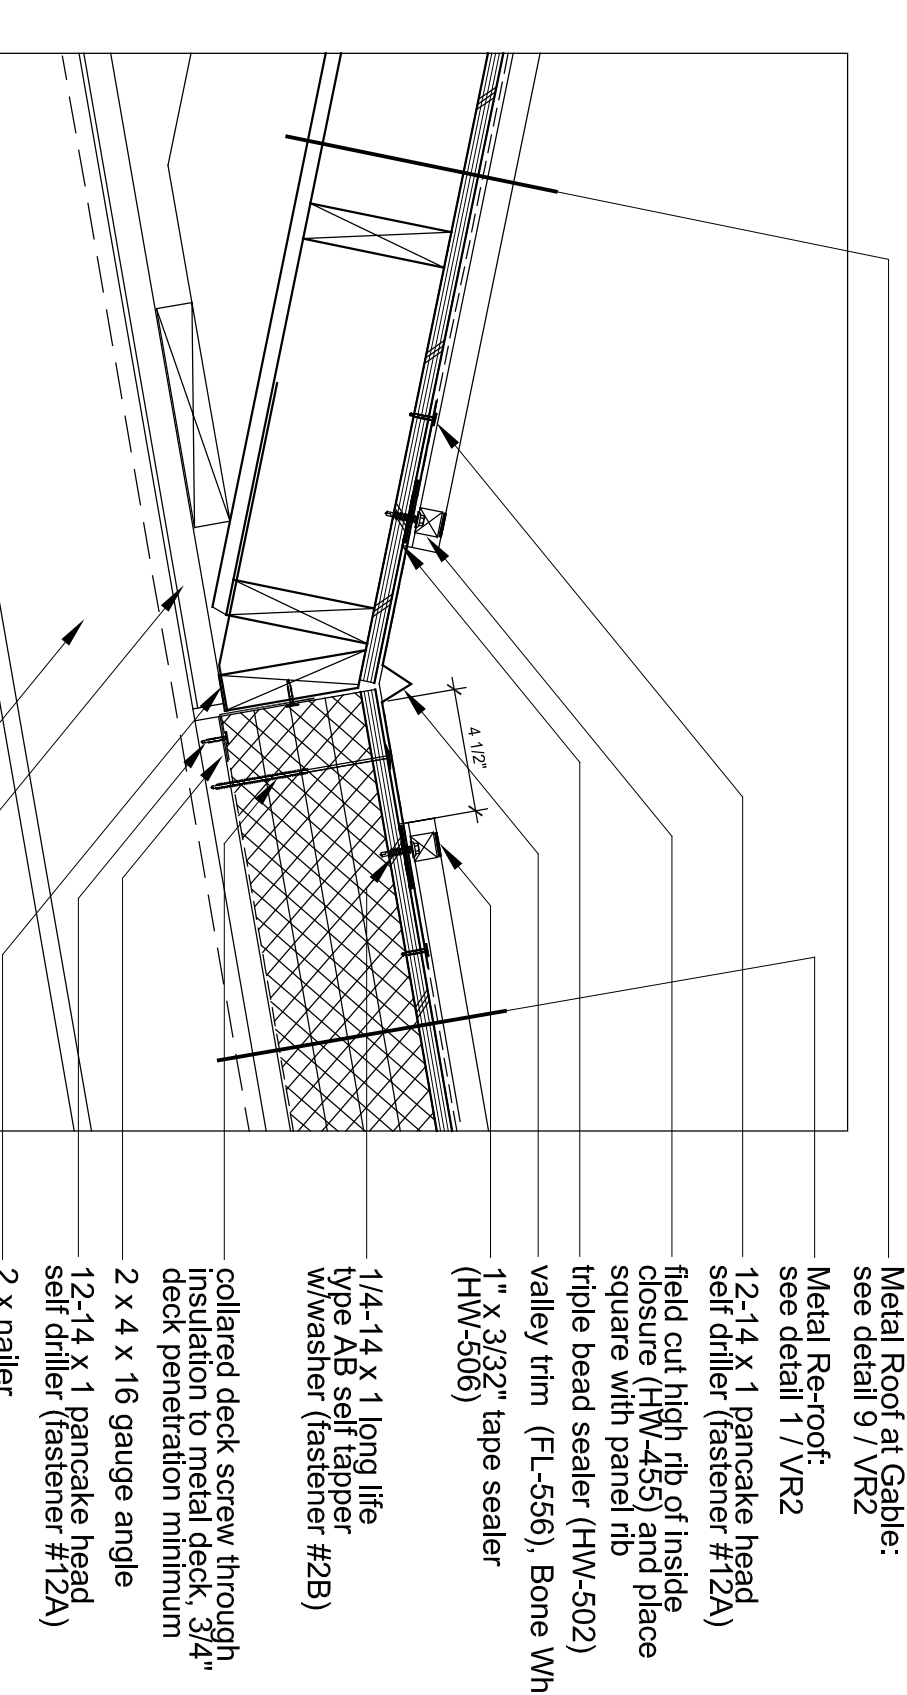 Metal Roof at Gable:
see detail 9 / VR2
Metal Re-roof:
see detail 1 / VR2
12-14 x 1 pancake head
self driller (fastener #12A)
field cut high rib of inside
closure (HW-455) and place
square with panel rib
triple bead sealer (HW-502)
valley trim (FL-556), Bone Wh
1" x 3/32" tape sealer
(HW-506)
1/4-14 x 1 long life
type AB self tapper
w/washer (fastener #2B)
collared deck screw through
insulation to metal deck, 3/4"
deck penetration minimum
2 x 4 x 16 gauge angle
12-14 x 1 pancake head
self driller (fastener #12A)
2 x nailer
4 1/2"